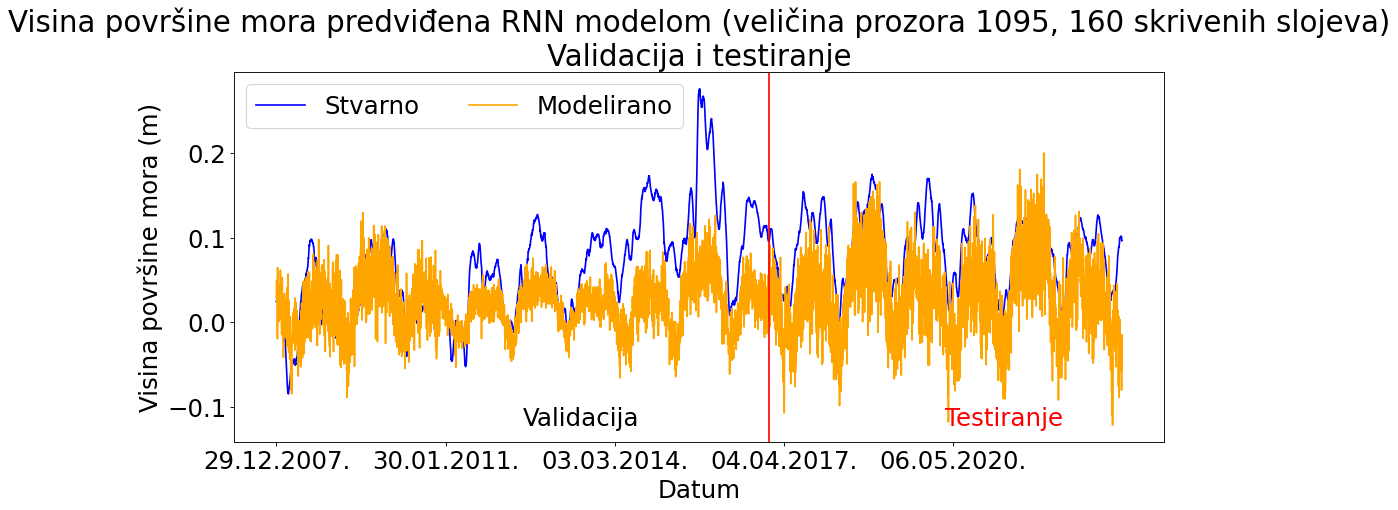 Visina površine mora predviđena RNN modelom (veličina prozora 1095, 160 skrivenih slojeva)
Validacija i testiranje
Stvarno
Modelirano
Visina površine mora (m)
0.2
0.1
0.0
−0.1
Validacija
Testiranje
29.12.2007.
30.01.2011.
03.03.2014.
04.04.2017.
06.05.2020.
Datum